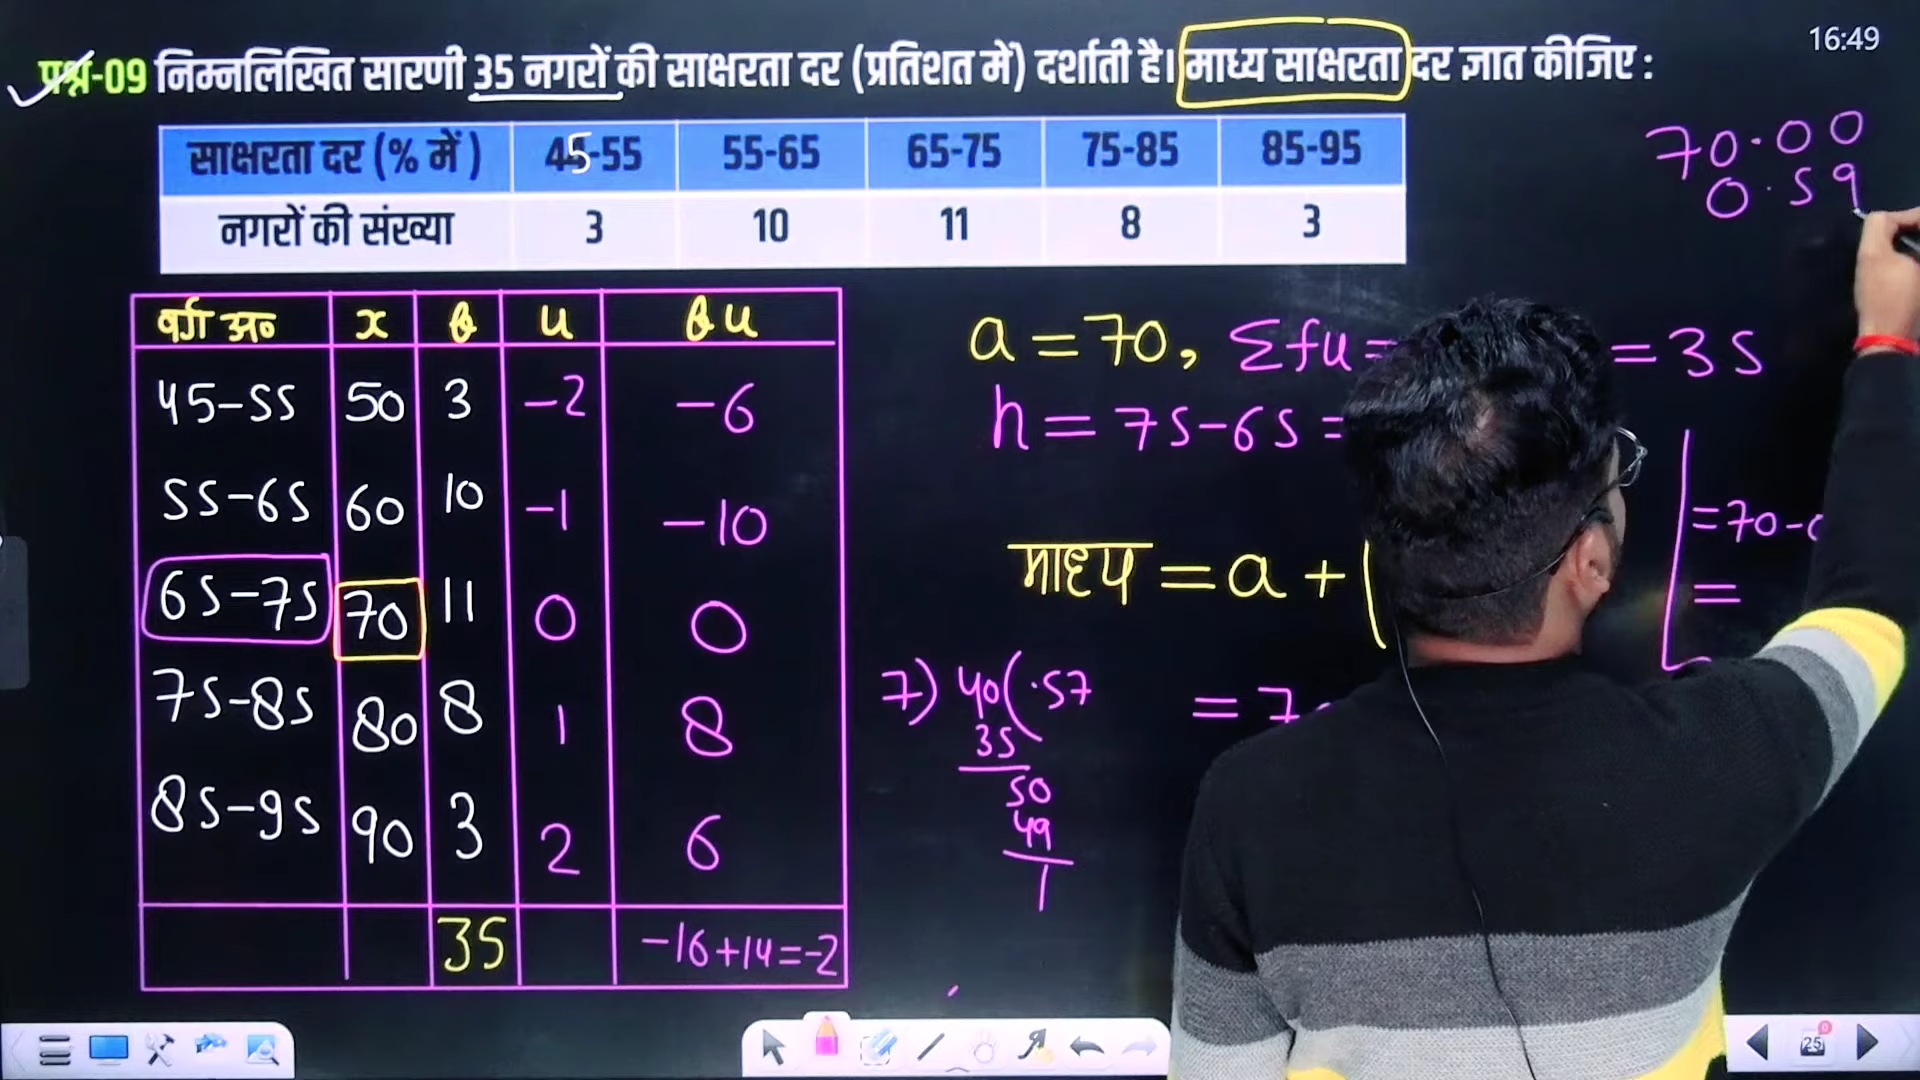 16:49
प्रश्न-09 निम्नलिखित सारणी 35 नगरों की साक्षरता दर (प्रतिशत में) दर्शाती है। माध्य साक्षरता दर ज्ञात कीजिए :
साक्षरता दर (% में ) 45-55 55-65 65-75 75-85 85-95
नगरों की संख्या 3 10 11 8 3
70.00
0.59
वर्ग अ० x f u fu
45-55 50 3 -2 -6
55-65 60 10 -1 -10
65-75 70 11 0 0
75-85 80 8 1 8
85-95 90 3 2 6
35 -16+14=-2
a = 70, Σfu = = 35
h = 75-65 =
माध्य = a + (
7) 40( .57
35
50
49
1
= 70-0
=
25